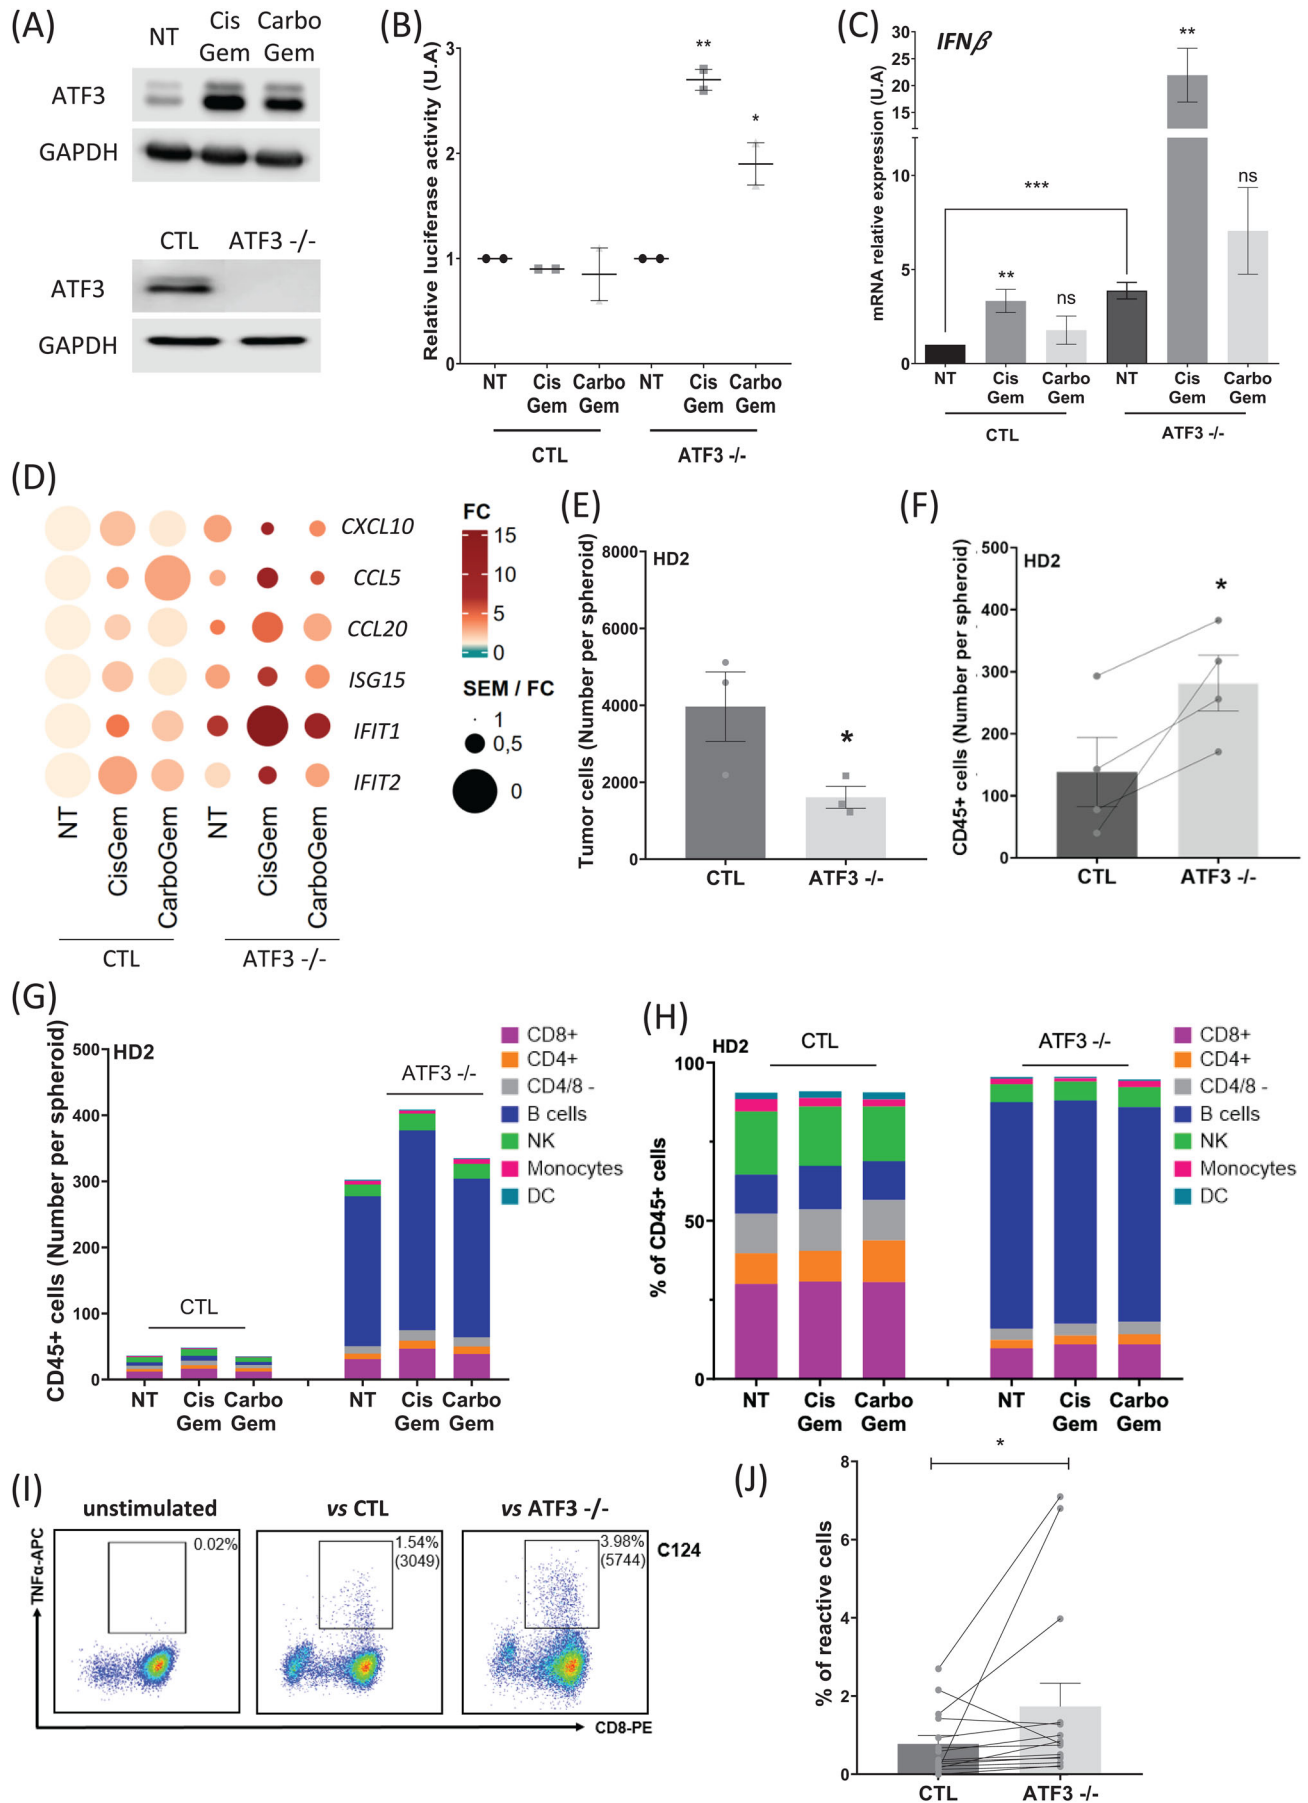 (A)
NT
Cis
Gem
Carbo
Gem
ATF3
GAPDH
CTL
ATF3 -/-
ATF3
GAPDH
(B)
Relative luciferase activity (U.A)
3
2
1
0
**
*
NT
Cis
Gem
Carbo
Gem
NT
Cis
Gem
Carbo
Gem
CTL
ATF3 -/-
(C)
IFNβ
mRNA relative expression (U.A)
30
25
20
15
10
5
0
***
**
ns
**
ns
NT
Cis
Gem
Carbo
Gem
NT
Cis
Gem
Carbo
Gem
CTL
ATF3 -/-
(D)
CXCL10
CCL5
CCL20
ISG15
IFIT1
IFIT2
NT
CisGem
CarboGem
NT
CisGem
CarboGem
CTL
ATF3 -/-
FC
15
10
5
0
SEM / FC
1
0,5
0
(E)
Tumor cells (Number per spheroid)
8000
6000
4000
2000
0
HD2
*
CTL
ATF3 -/-
(F)
CD45+ cells (Number per spheroid)
500
400
300
200
100
0
HD2
*
CTL
ATF3 -/-
(G)
CD45+ cells (Number per spheroid)
500
400
300
200
100
0
HD2
CTL
ATF3 -/-
NT
Cis
Gem
Carbo
Gem
NT
Cis
Gem
Carbo
Gem
CD8+
CD4+
CD4/8 -
B cells
NK
Monocytes
DC
(H)
% of CD45+ cells
100
50
0
HD2
CTL
ATF3 -/-
NT
Cis
Gem
Carbo
Gem
NT
Cis
Gem
Carbo
Gem
CD8+
CD4+
CD4/8 -
B cells
NK
Monocytes
DC
(I)
unstimulated
vs CTL
vs ATF3 -/-
TNFα-APC
0.02%
1.54%
(3049)
3.98%
(5744)
C124
CD8-PE
(J)
% of reactive cells
8
6
4
2
0
*
CTL
ATF3 -/-